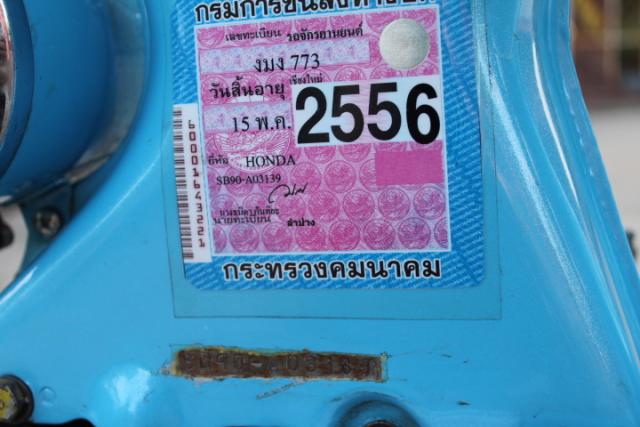 กรมการขนส่งทางบก
เลขทะเบียน รถจักรยานยนต์
งมง 773
วันสิ้นอายุ เชียงใหม่
15 พ.ค. 2556
ยี่ห้อ HONDA
SB90-A03139
นายทะเบียน ลำปาง
กระทรวงคมนาคม